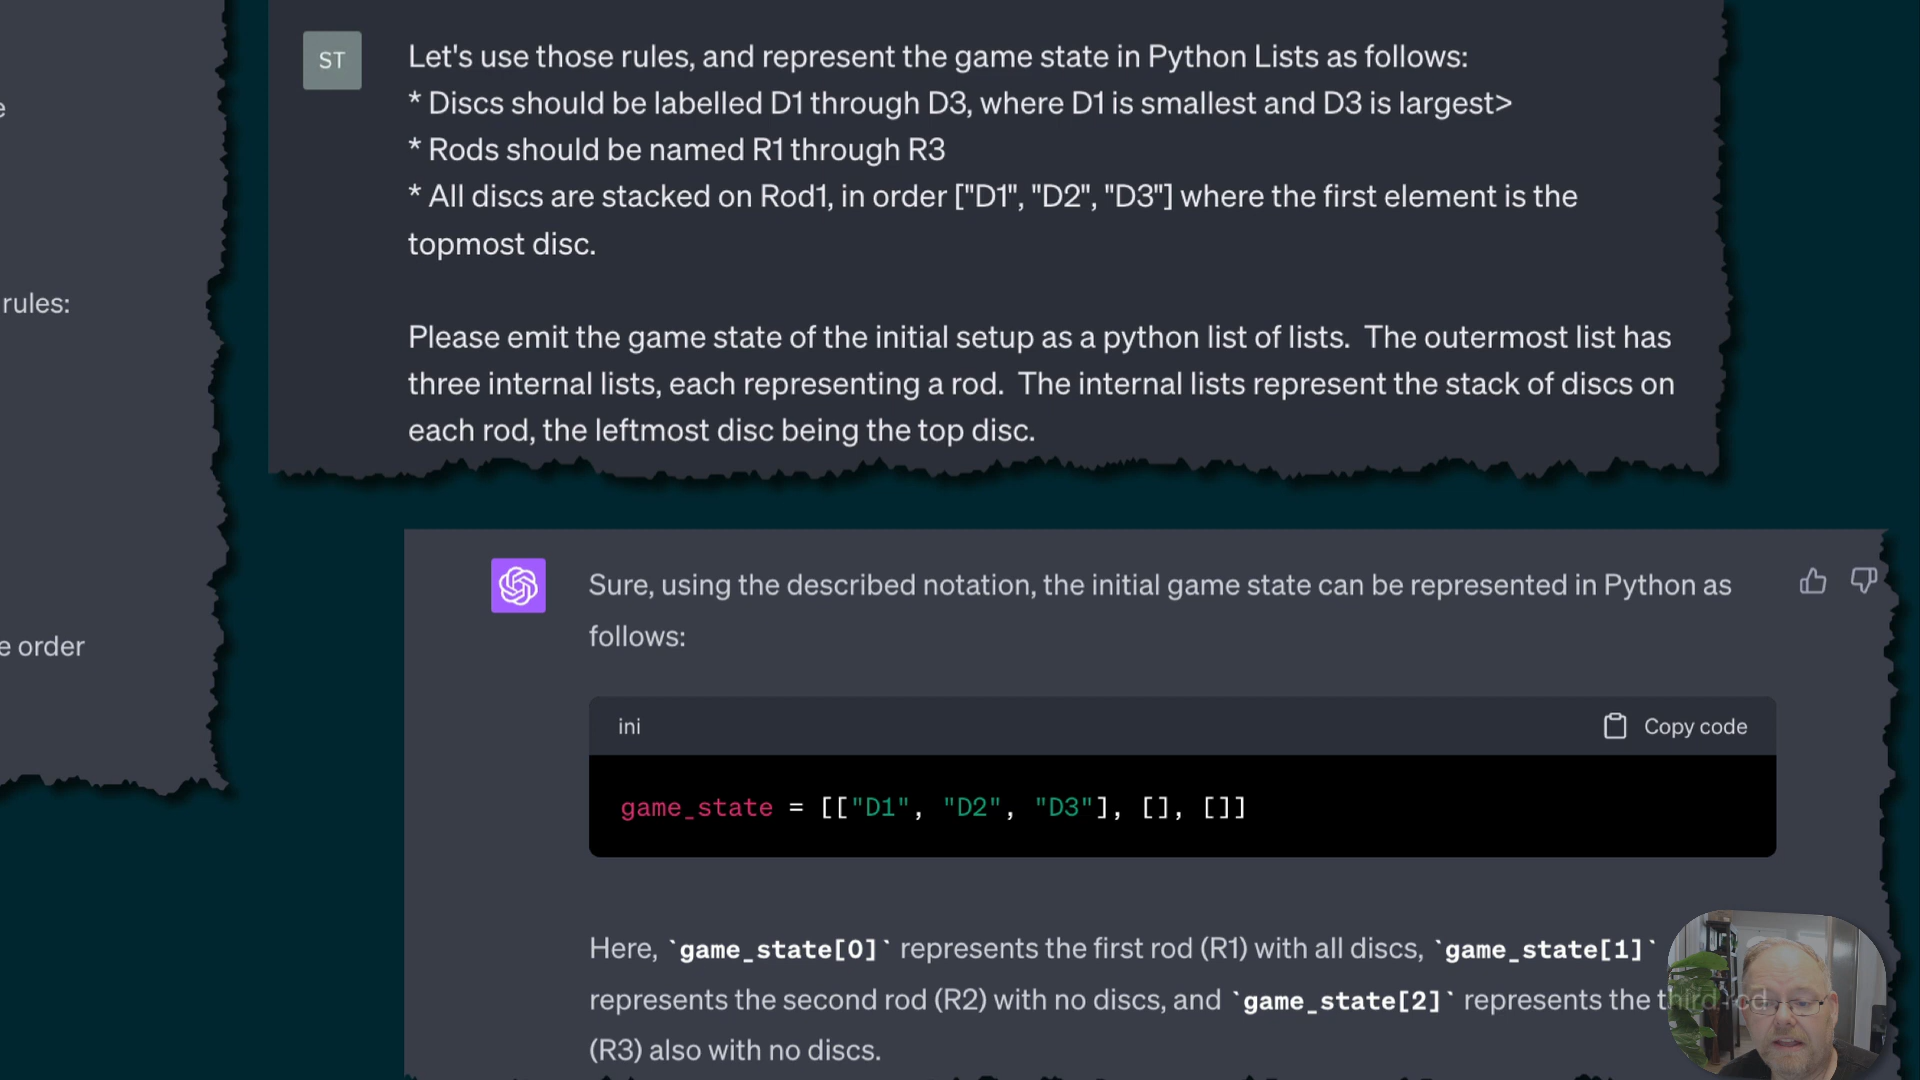 e
rules:
e order
ST
Let's use those rules, and represent the game state in Python Lists as follows:
* Discs should be labelled D1 through D3, where D1 is smallest and D3 is largest>
* Rods should be named R1 through R3
* All discs are stacked on Rod1, in order ["D1", "D2", "D3"] where the first element is the
topmost disc.
Please emit the game state of the initial setup as a python list of lists.  The outermost list has
three internal lists, each representing a rod.  The internal lists represent the stack of discs on
each rod, the leftmost disc being the top disc.
Sure, using the described notation, the initial game state can be represented in Python as
follows:
ini
Copy code
game_state = [["D1", "D2", "D3"], [], []]
Here, `game_state[0]` represents the first rod (R1) with all discs, `game_state[1]`
represents the second rod (R2) with no discs, and `game_state[2]` represents the third rod
(R3) also with no discs.